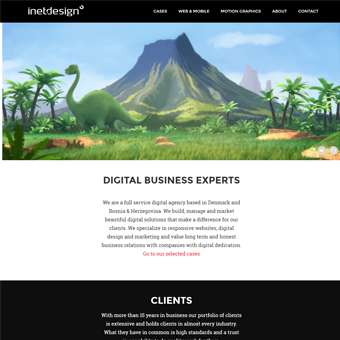 inetdesign
CASES WEB & MOBILE MOTION GRAPHICS ABOUT CONTACT
DIGITAL BUSINESS EXPERTS
We are a full service digital agency based in Denmark and
Bosnia & Herzegovina. We build, manage and market
beautiful digital solutions that make a difference for our
clients. We specialize in responsive websites, digital
design and marketing and value long term and honest
business relations with companies with digital dedication.
Go to our selected cases
CLIENTS
With more than 15 years in business our portfolio of clients
is extensive and holds clients in almost every industry.
What they have in common is high standards and a trust